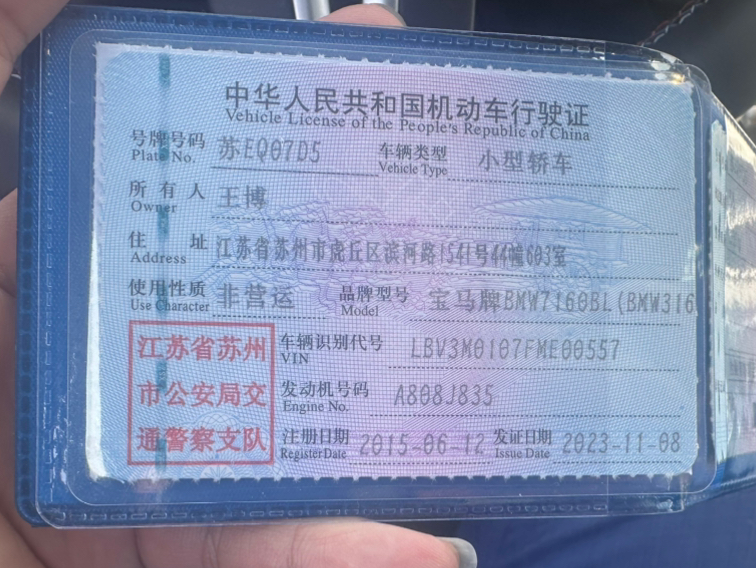 中华人民共和国机动车行驶证
Vehicle License of the People's Republic of China
号牌号码 苏EQ07D5 车辆类型 小型轿车
Plate No. Vehicle Type
所有人 王博
Owner
住址 江苏省苏州市虎丘区滨河路1541号44幢603室
Address
使用性质 非营运 品牌型号 宝马牌BMW7160BL(BMW316
Use Character Model
江苏省苏州 车辆识别代号 LBV3M0107FME00557
VIN
市公安局交 发动机号码 A808J835
Engine No.
通警察支队 注册日期 2015-06-12 发证日期 2023-11-08
Register Date Issue Date